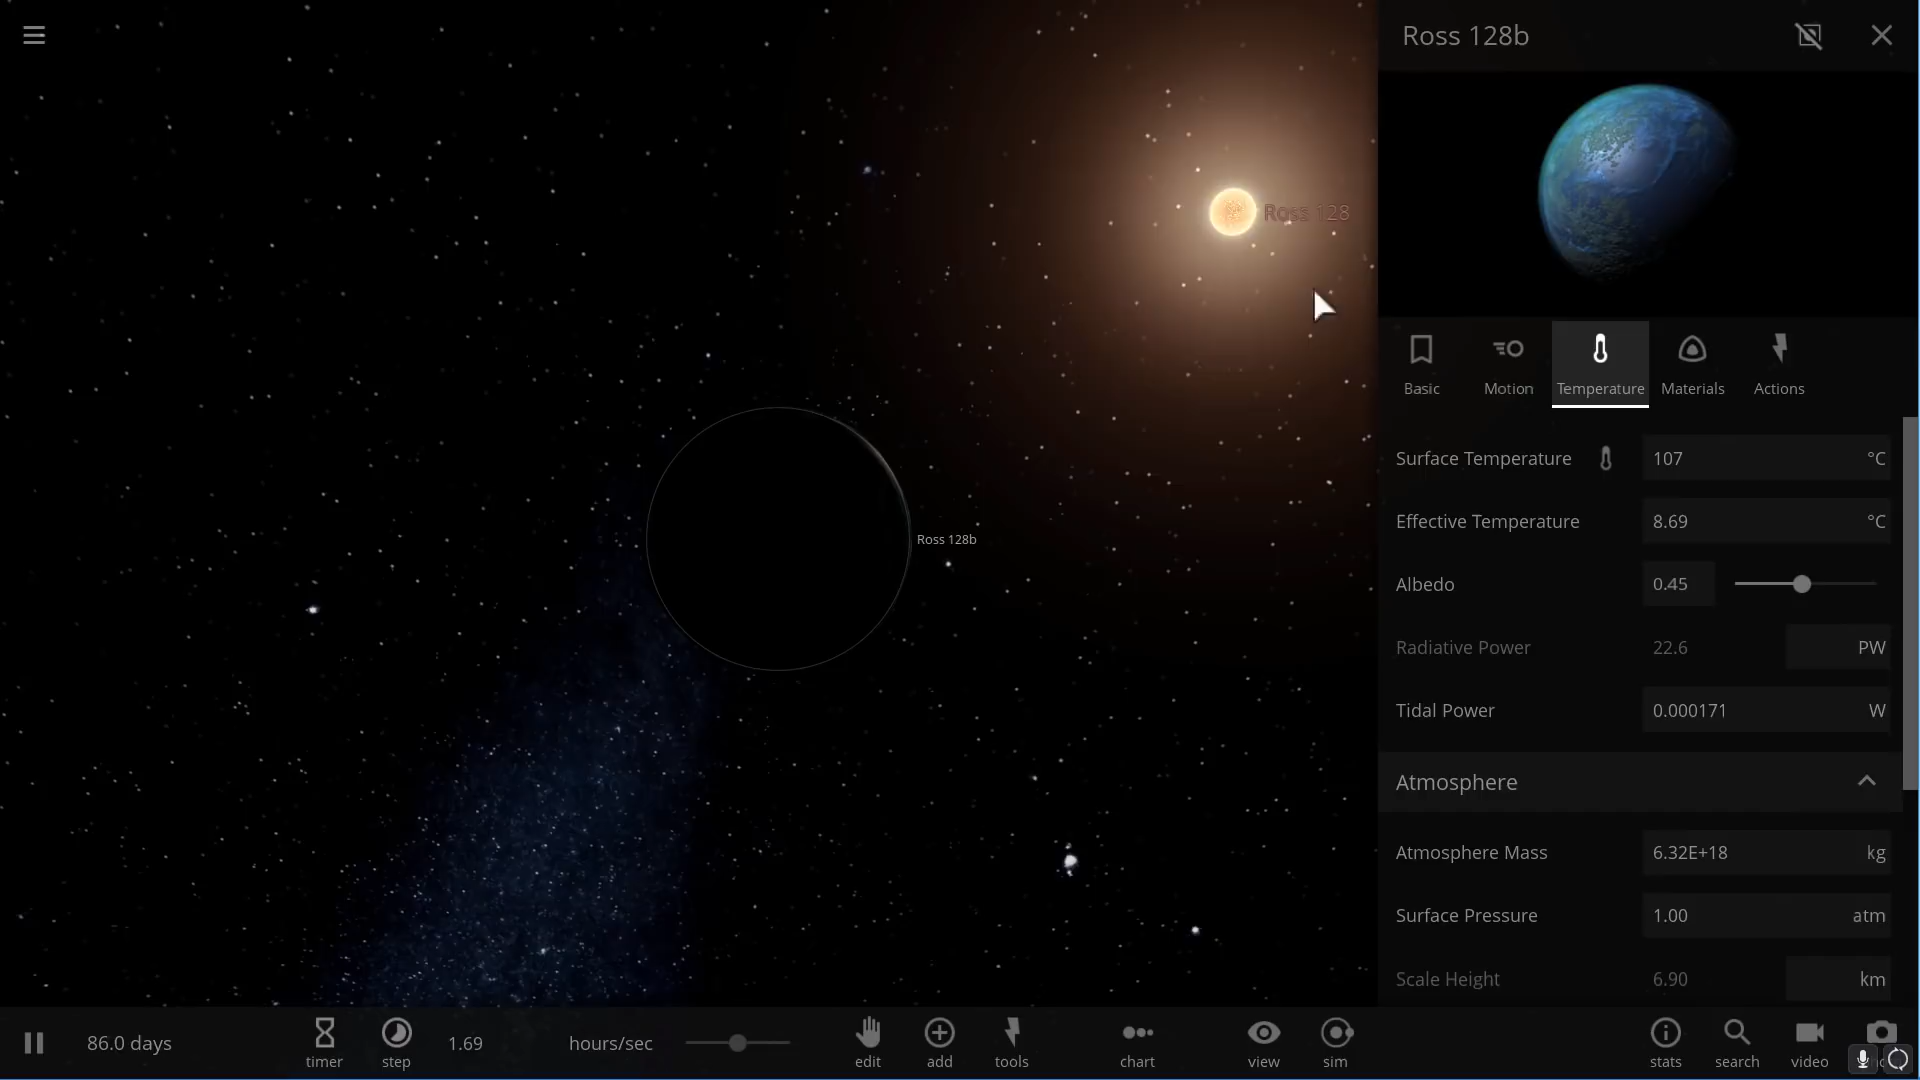 Ross 128b
Ross 128
Ross 128b
Basic
Motion
Temperature
Materials
Actions
Surface Temperature 107 °C
Effective Temperature 8.69 °C
Albedo 0.45
Radiative Power 22.6 PW
Tidal Power 0.000171 W
Atmosphere
Atmosphere Mass 6.32E+18 kg
Surface Pressure 1.00 atm
Scale Height 6.90 km
86.0 days
timer
step
1.69 hours/sec
edit
add
tools
chart
view
sim
stats
search
video